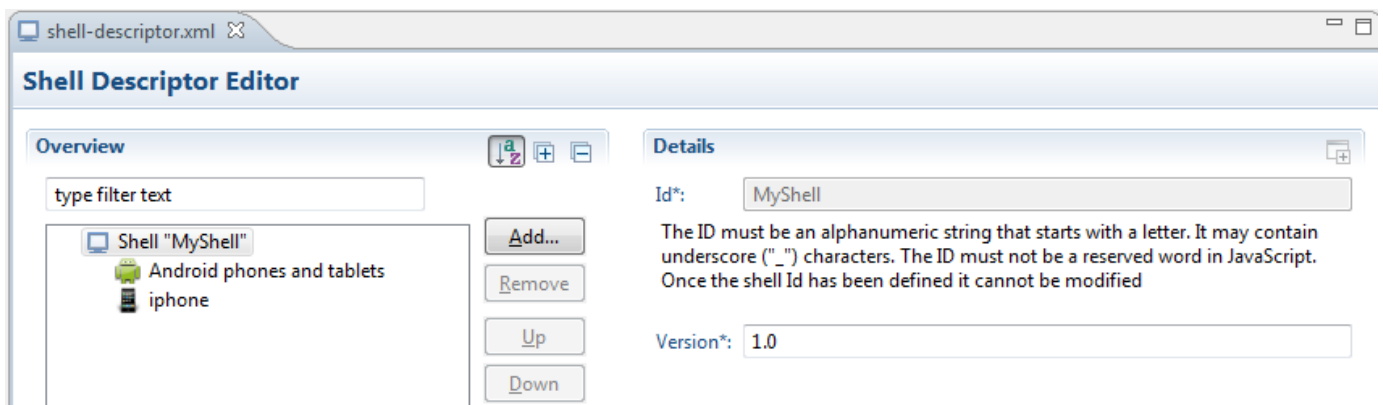 shell-descriptor.xml
Shell Descriptor Editor
Overview
a
z
type filter text
Shell "MyShell"
Android phones and tablets
iphone
Add...
Remove
Up
Down
Details
Id*:
MyShell
The ID must be an alphanumeric string that starts with a letter. It may contain
underscore ("_") characters. The ID must not be a reserved word in JavaScript.
Once the shell Id has been defined it cannot be modified
Version*:
1.0